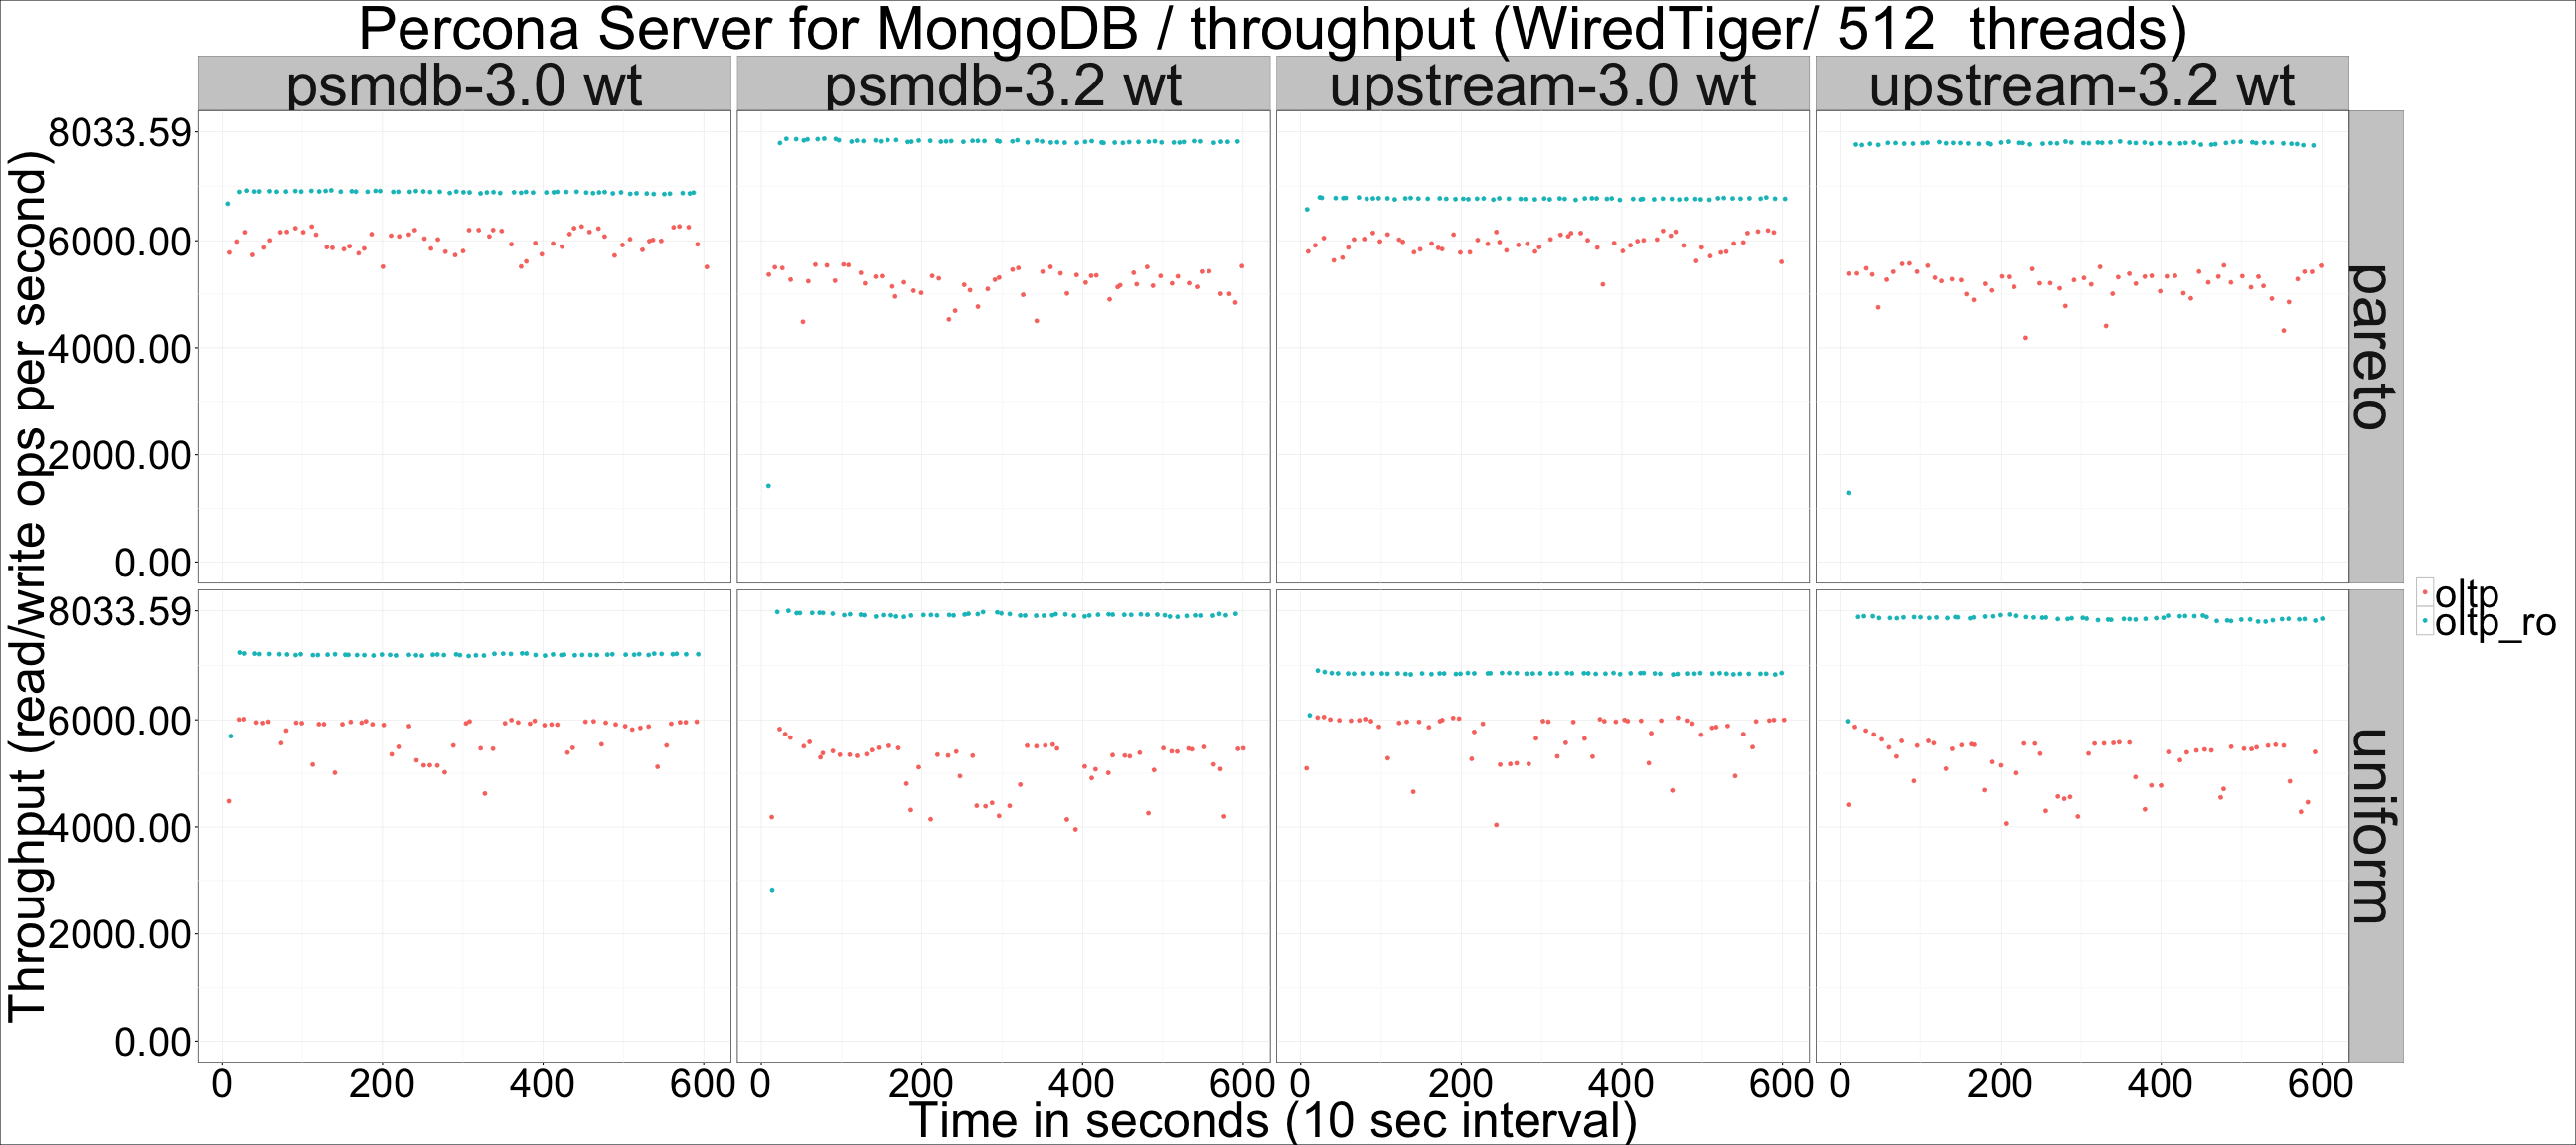 Percona Server for MongoDB / throughput (WiredTiger/ 512  threads)
psmdb-3.0 wt
psmdb-3.2 wt
upstream-3.0 wt
upstream-3.2 wt
Throughput (read/write ops per second)
8033.59
6000.00
4000.00
2000.00
0.00
pareto
8033.59
6000.00
4000.00
2000.00
0.00
uniform
oltp
oltp_ro
0 200 400 600
0 200 400 600
0 200 400 600
0 200 400 600
Time in seconds (10 sec interval)